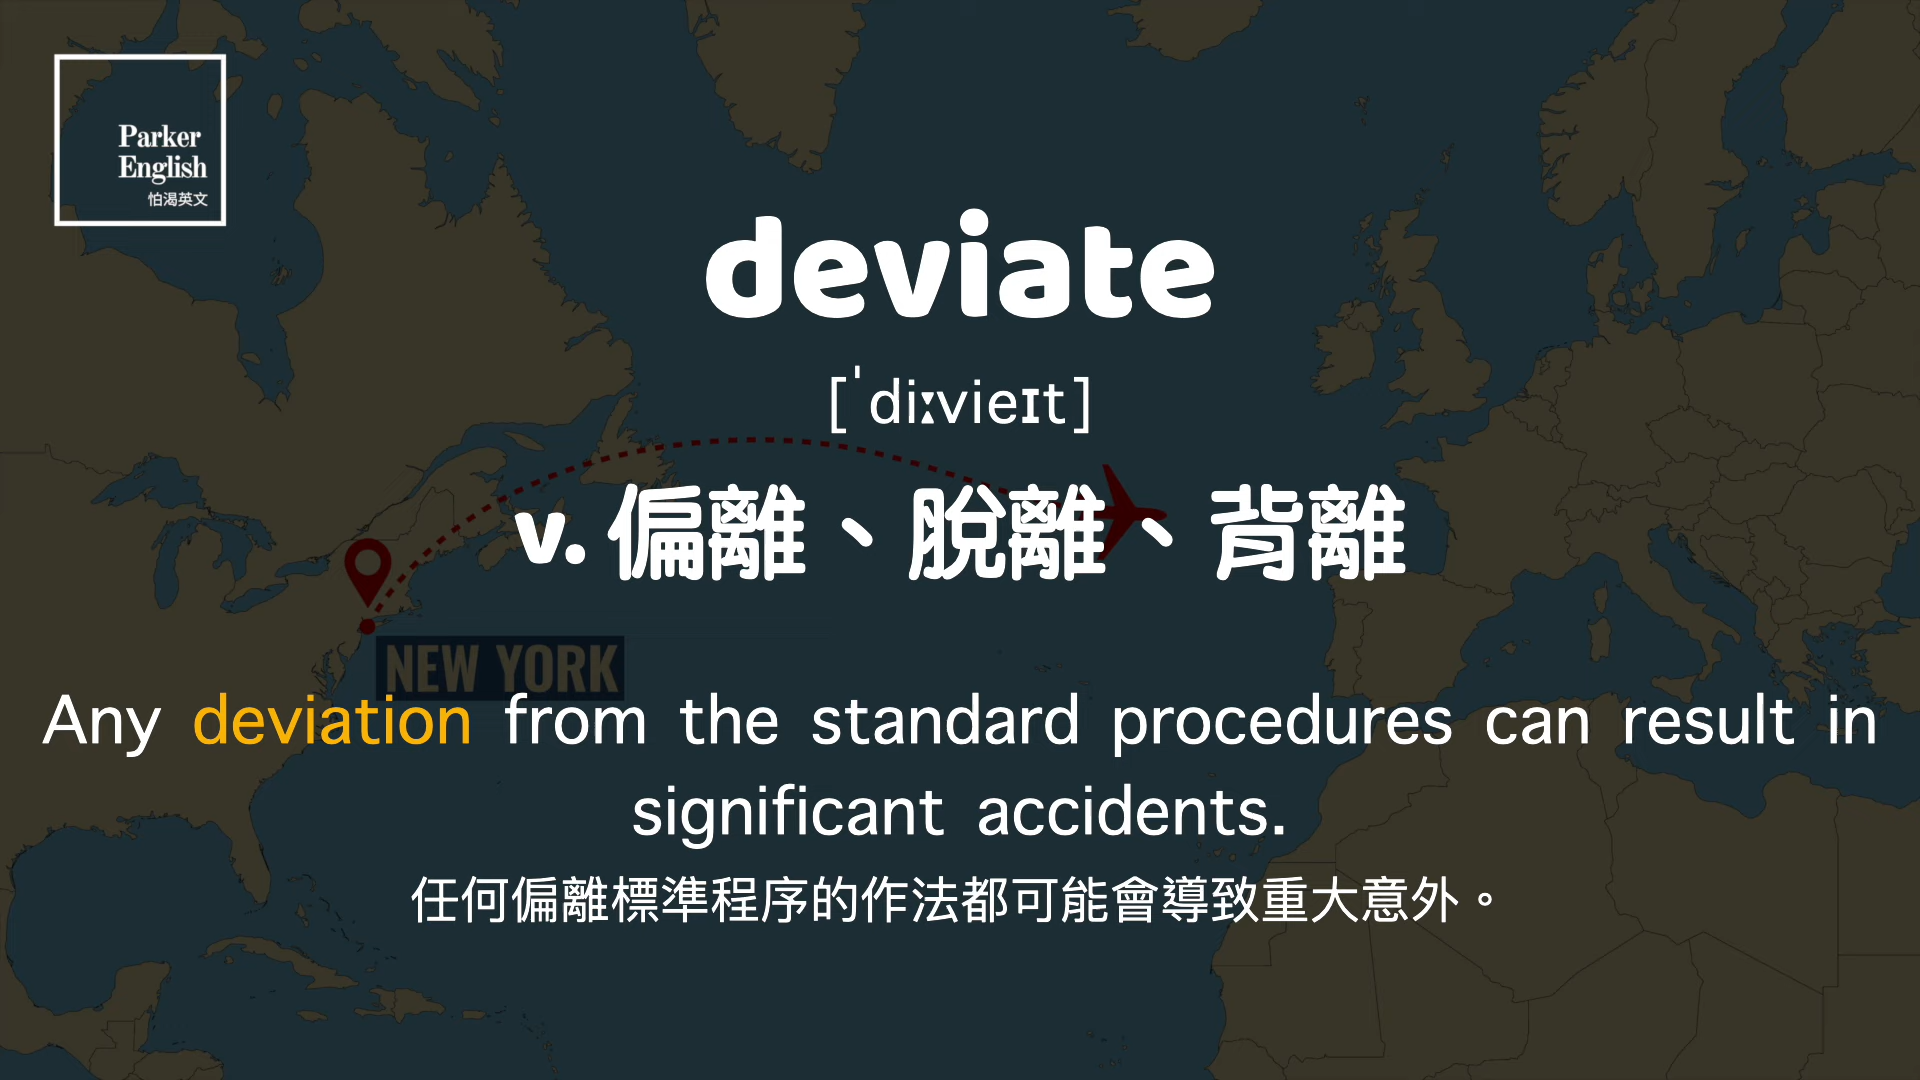 Parker
English
怕渴英文
deviate
[ˈdiːvieɪt]
v. 偏離、脫離、背離
NEW YORK
Any deviation from the standard procedures can result in
significant accidents.
任何偏離標準程序的作法都可能會導致重大意外。